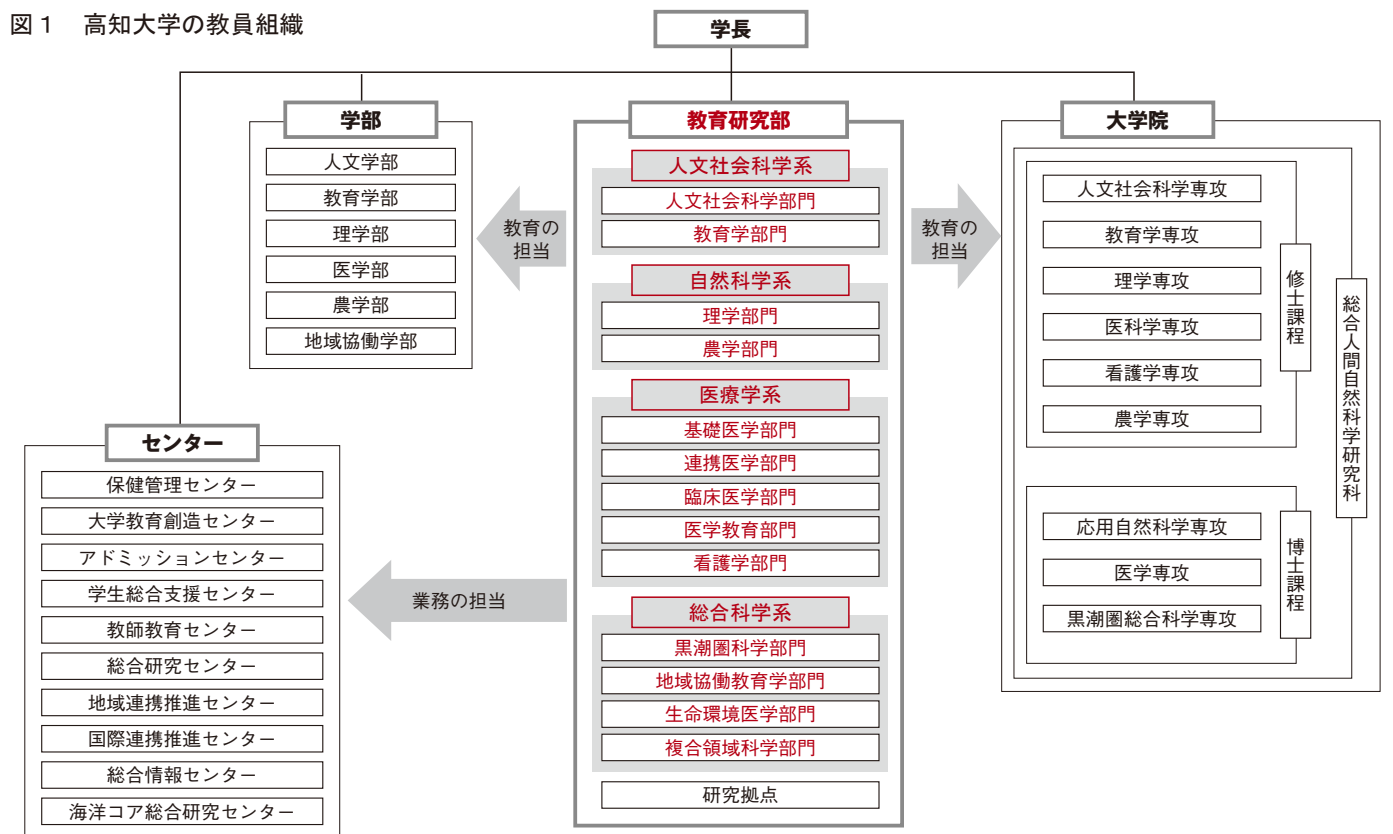 図1 高知大学の教員組織
学長
学部
人文学部
教育学部
理学部
医学部
農学部
地域協働学部
教育の
担当
教育研究部
人文社会科学系
人文社会科学部門
教育学部門
自然科学系
理学部門
農学部門
医療学系
基礎医学部門
連携医学部門
臨床医学部門
医学教育部門
看護学部門
総合科学系
黒潮圏科学部門
地域協働教育学部門
生命環境医学部門
複合領域科学部門
研究拠点
教育の
担当
大学院
人文社会科学専攻
教育学専攻
理学専攻
医科学専攻
看護学専攻
農学専攻
修士課程
応用自然科学専攻
医学専攻
黒潮圏総合科学専攻
博士課程
総合人間自然科学研究科
センター
保健管理センター
大学教育創造センター
アドミッションセンター
学生総合支援センター
教師教育センター
総合研究センター
地域連携推進センター
国際連携推進センター
総合情報センター
海洋コア総合研究センター
業務の担当